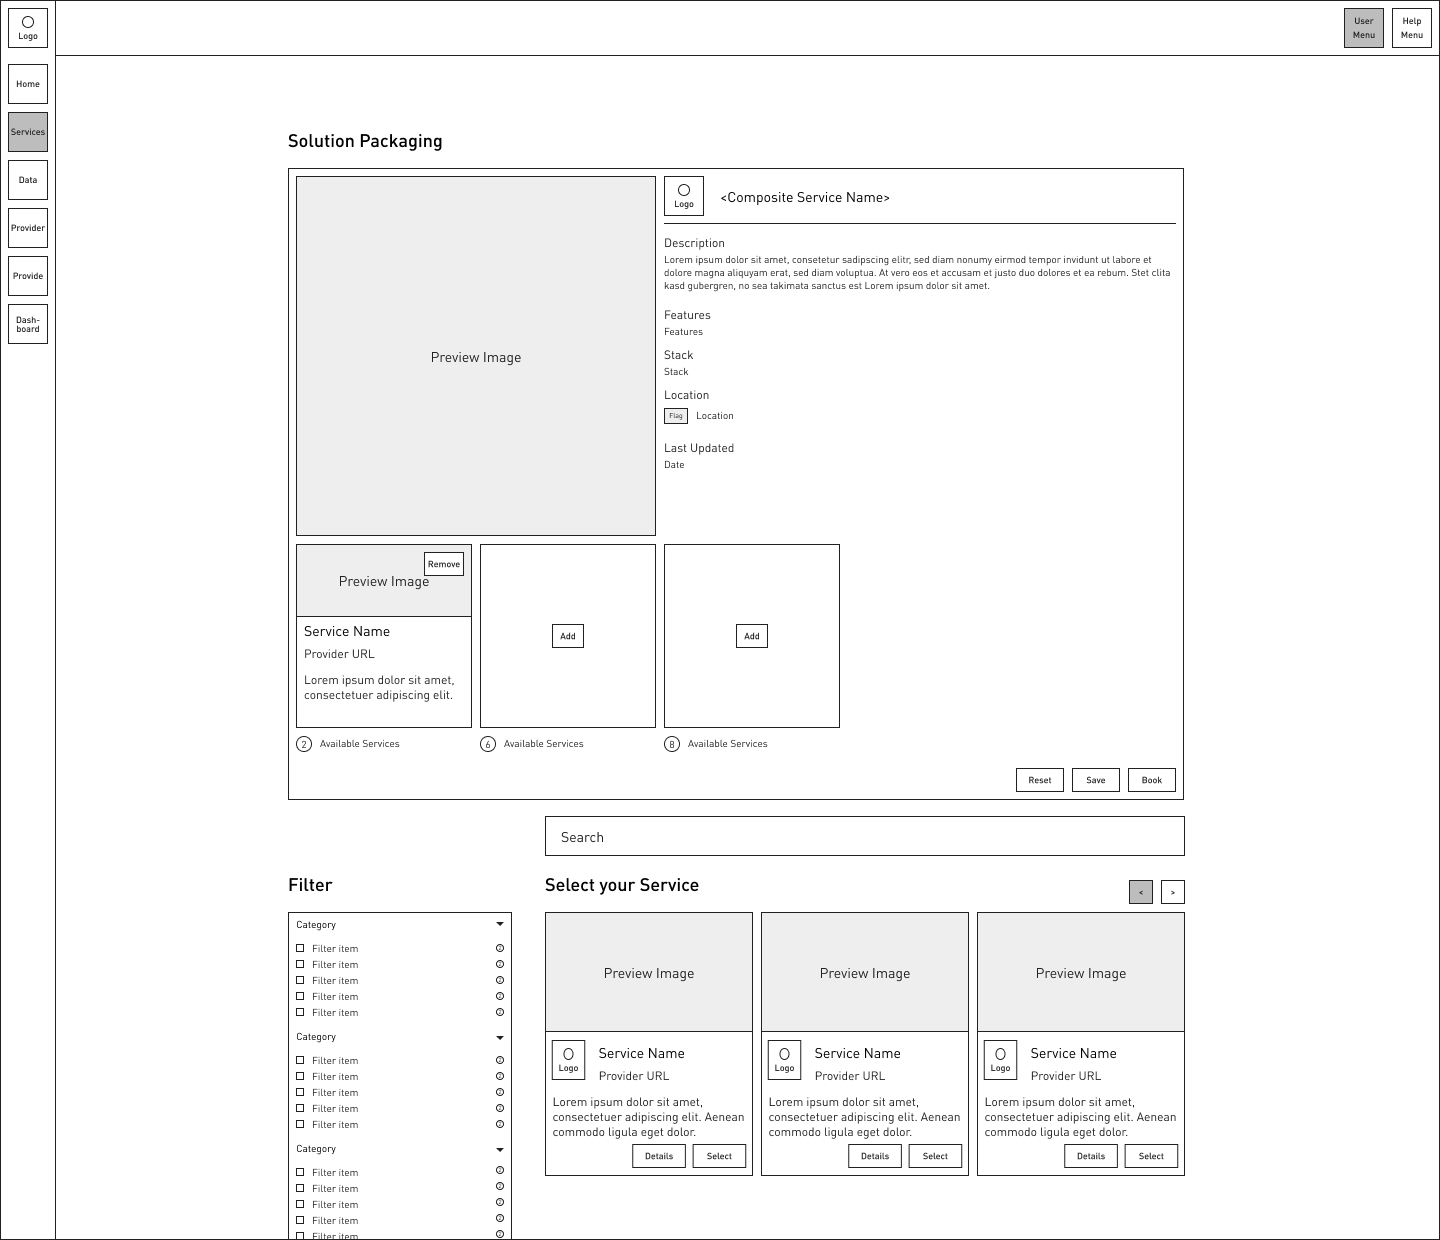 Logo
User
Menu
Help
Menu
Home
Services
Data
Provider
Provide
Dash-
board
Solution Packaging
Preview Image
Logo
<Composite Service Name>
Description
Lorem ipsum dolor sit amet, consetetur sadipscing elitr, sed diam nonumy eirmod tempor invidunt ut labore et
dolore magna aliquyam erat, sed diam voluptua. At vero eos et accusam et justo duo dolores et ea rebum. Stet clita
kasd gubergren, no sea takimata sanctus est Lorem ipsum dolor sit amet.
Features
Features
Stack
Stack
Location
Flag Location
Last Updated
Date
Preview Image
Remove
Service Name
Provider URL
Lorem ipsum dolor sit amet,
consectetuer adipiscing elit.
Add
Add
2 Available Services
6 Available Services
8 Available Services
Reset
Save
Book
Search
Filter
Category
Filter item
Filter item
Filter item
Filter item
Filter item
Category
Filter item
Filter item
Filter item
Filter item
Filter item
Category
Filter item
Filter item
Filter item
Filter item
Filter item
Select your Service
<
>
Preview Image
Logo
Service Name
Provider URL
Lorem ipsum dolor sit amet,
consectetuer adipiscing elit. Aenean
commodo ligula eget dolor.
Details
Select
Preview Image
Logo
Service Name
Provider URL
Lorem ipsum dolor sit amet,
consectetuer adipiscing elit. Aenean
commodo ligula eget dolor.
Details
Select
Preview Image
Logo
Service Name
Provider URL
Lorem ipsum dolor sit amet,
consectetuer adipiscing elit. Aenean
commodo ligula eget dolor.
Details
Select